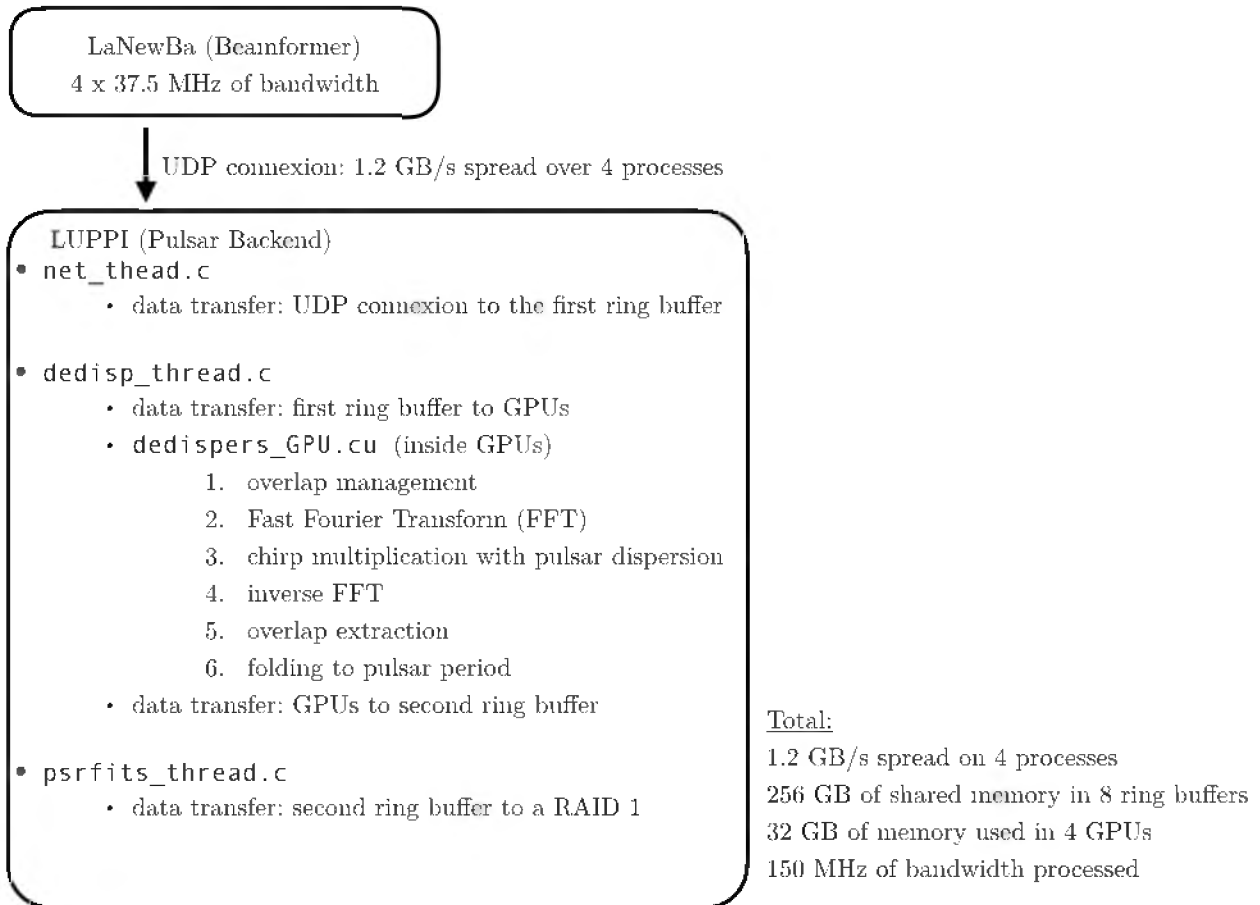 LaNewBa (Beamformer)
4 x 37.5 MHz of bandwidth
UDP connexion: 1.2 GB/s spread over 4 processes
LUPPI (Pulsar Backend)
• net_thead.c
• data transfer: UDP connexion to the first ring buffer
• dedisp_thread.c
• data transfer: first ring buffer to GPUs
• dedispers_GPU.cu (inside GPUs)
1. overlap management
2. Fast Fourier Transform (FFT)
3. chirp multiplication with pulsar dispersion
4. inverse FFT
5. overlap extraction
6. folding to pulsar period
• data transfer: GPUs to second ring buffer
• psrfits_thread.c
• data transfer: second ring buffer to a RAID 1
Total:
1.2 GB/s spread on 4 processes
256 GB of shared memory in 8 ring buffers
32 GB of memory used in 4 GPUs
150 MHz of bandwidth processed